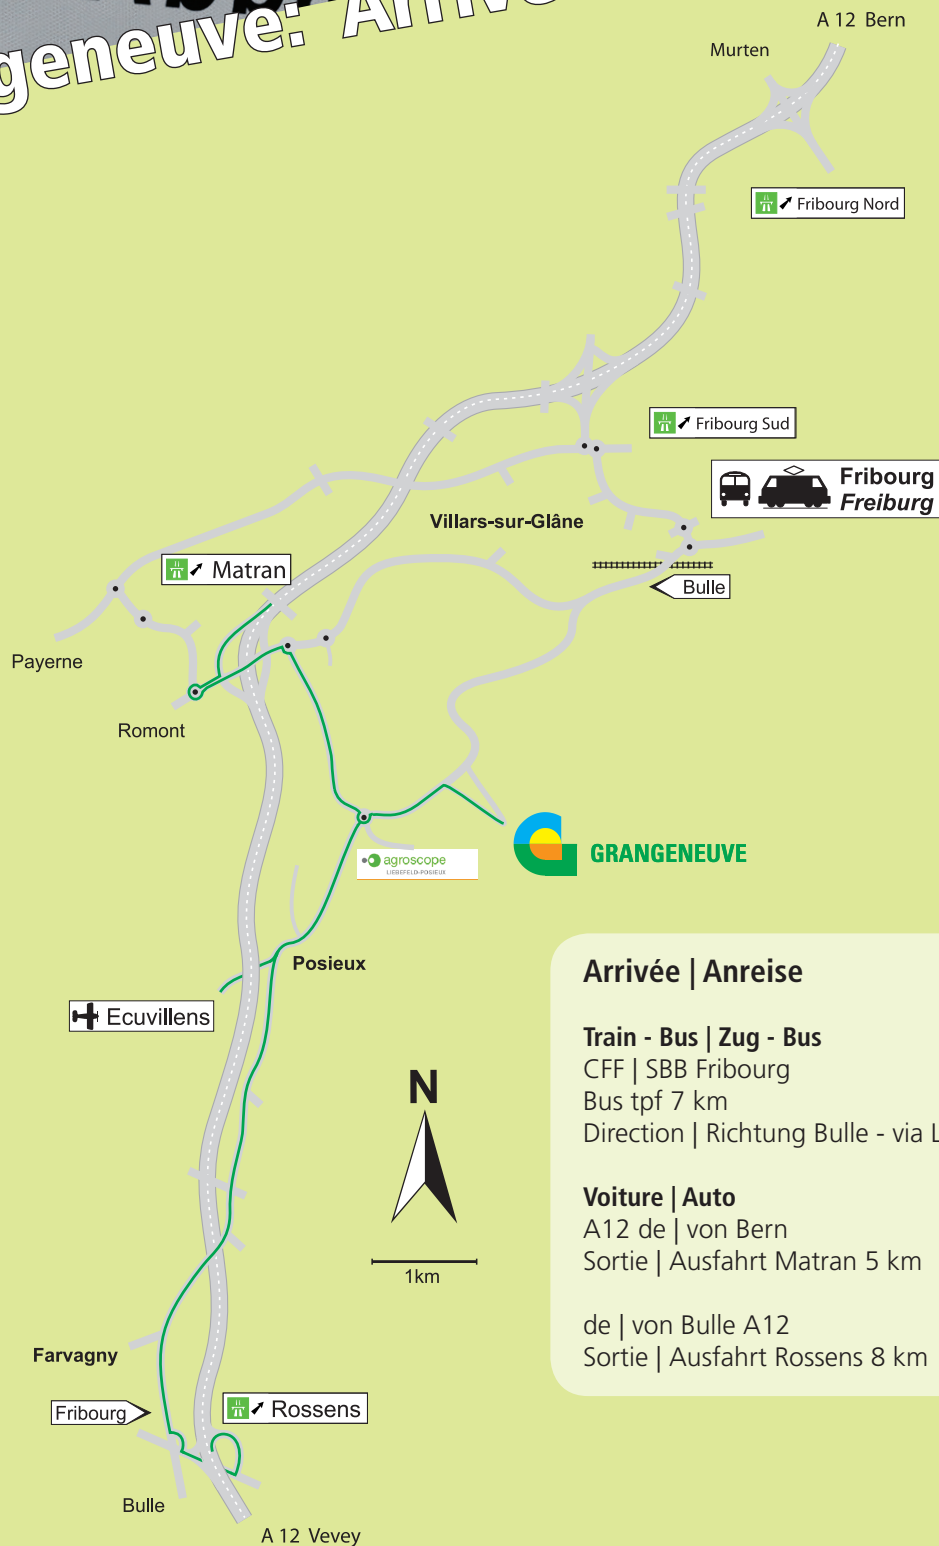 geneuve: Arrivé
A 12 Bern
Murten
Fribourg Nord
Fribourg Sud
Fribourg
Freiburg
Villars-sur-Glâne
Matran
Bulle
Payerne
Romont
GRANGENEUVE
agroscope
LIEBEFELD-POSIEUX
Posieux
Ecuvillens
N
1km
Arrivée | Anreise
Train - Bus | Zug - Bus
CFF | SBB Fribourg
Bus tpf 7 km
Direction | Richtung Bulle - via L
Voiture | Auto
A12 de | von Bern
Sortie | Ausfahrt Matran 5 km
de | von Bulle A12
Sortie | Ausfahrt Rossens 8 km
Farvagny
Fribourg
Rossens
Bulle
A 12 Vevey